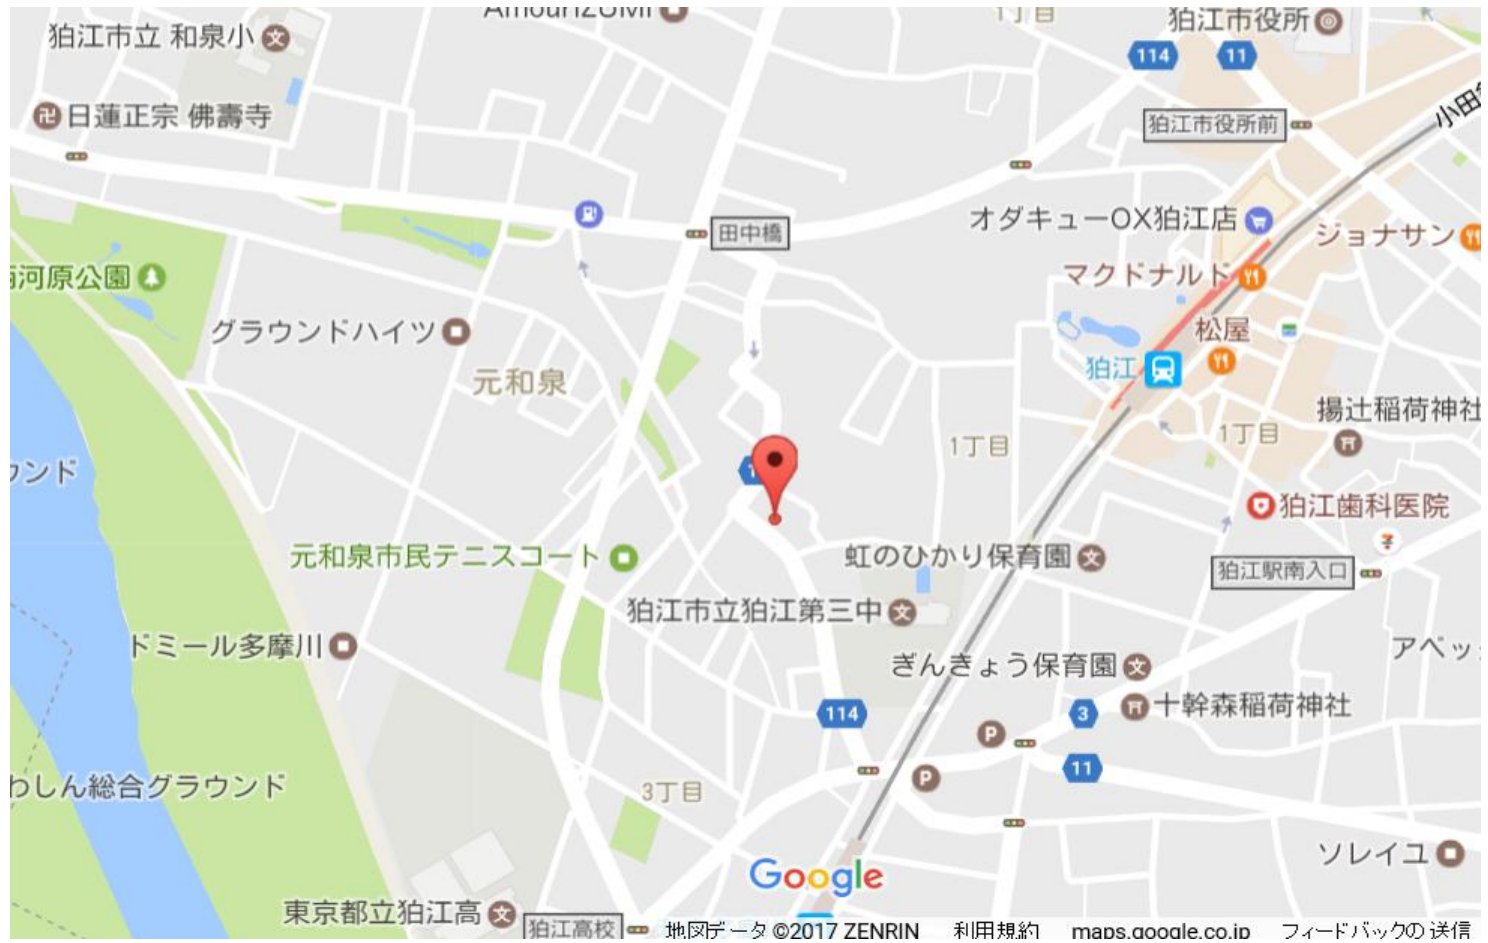 狛江市立 和泉小
1丁目
狛江市役所
114
11
日蓮正宗 佛壽寺
狛江市役所前
田中橋
オダキューOX狛江店
ジョナサン
河原公園
マクドナルド
グラウンドハイツ
松屋
狛江
元和泉
揚辻稲荷神社
1丁目
1丁目
ウンド
狛江歯科医院
元和泉市民テニスコート
虹のひかり保育園
狛江駅南入口
狛江市立狛江第三中
ドミール多摩川
ぎんきょう保育園
アペッ
114
3
十幹森稲荷神社
P
11
P
わしん総合グラウンド
3丁目
ソレイユ
Google
東京都立狛江高
狛江高校
地図データ ©2017 ZENRIN 利用規約 maps.google.co.jp フィードバックの送信